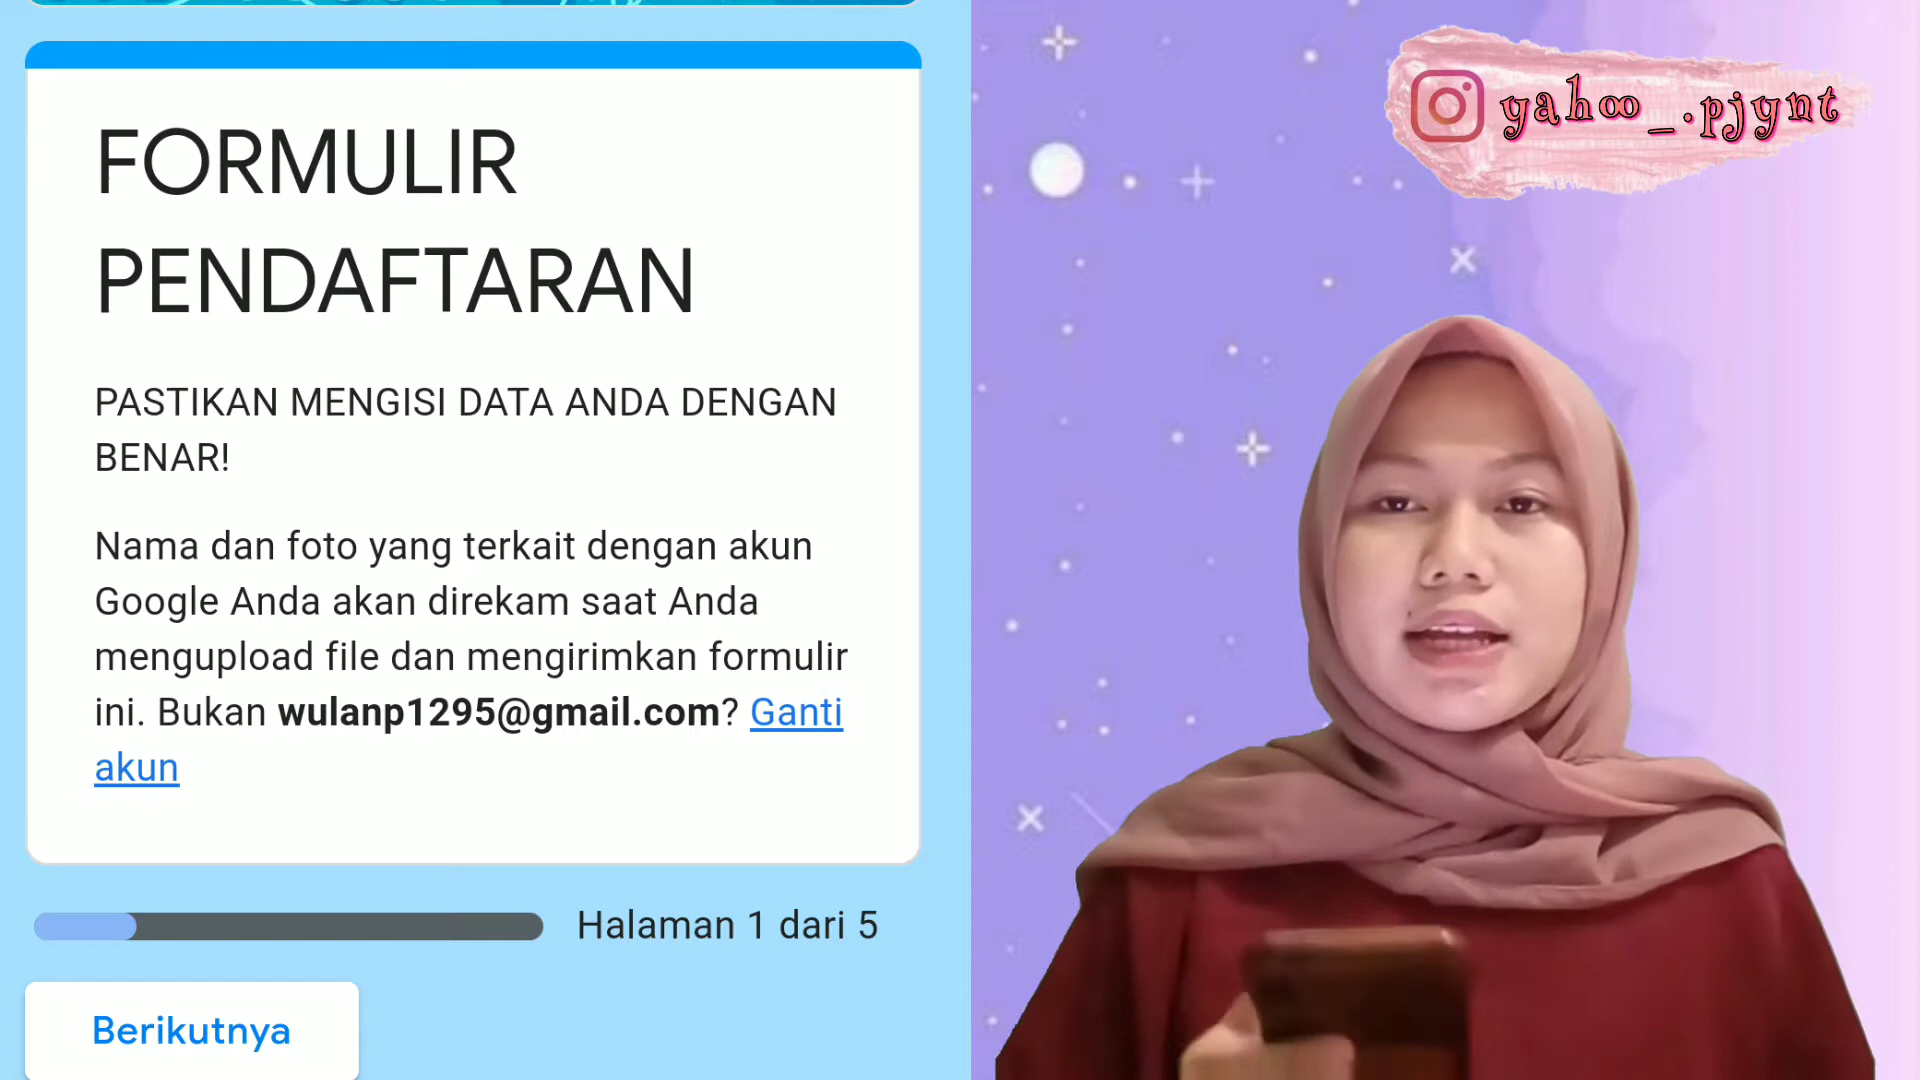 FORMULIR
PENDAFTARAN
PASTIKAN MENGISI DATA ANDA DENGAN
BENAR!
Nama dan foto yang terkait dengan akun
Google Anda akan direkam saat Anda
mengupload file dan mengirimkan formulir
ini. Bukan wulanp1295@gmail.com? Ganti
akun
Halaman 1 dari 5
Berikutnya
yahoo_.pjynt